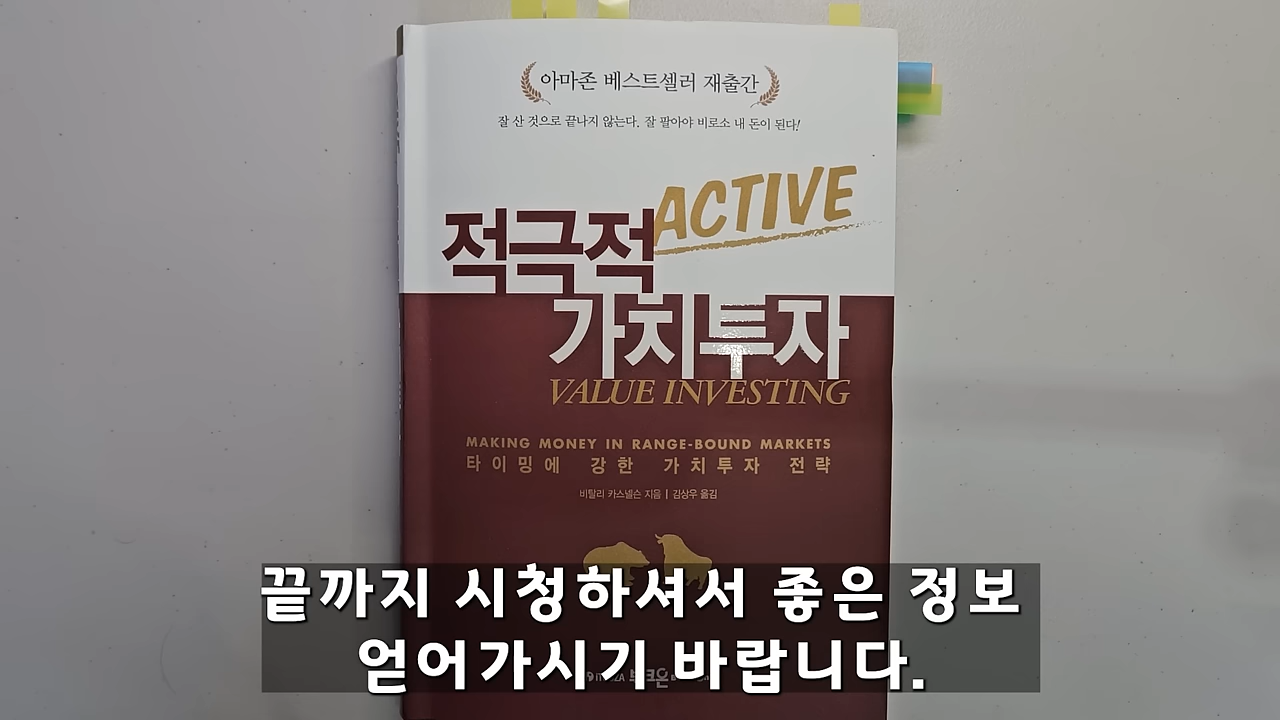 아마존 베스트셀러 재출간
잘 산 것으로 끝나지 않는다. 잘 팔아야 비로소 내 돈이 된다!
ACTIVE
적극적
가치투자
VALUE INVESTING
MAKING MONEY IN RANGE-BOUND MARKETS
타이밍에 강한 가치투자 전략
비탈리 카스넬슨 지음 | 김상우 옮김
끝까지 시청하셔서 좋은 정보
얻어가시기 바랍니다.